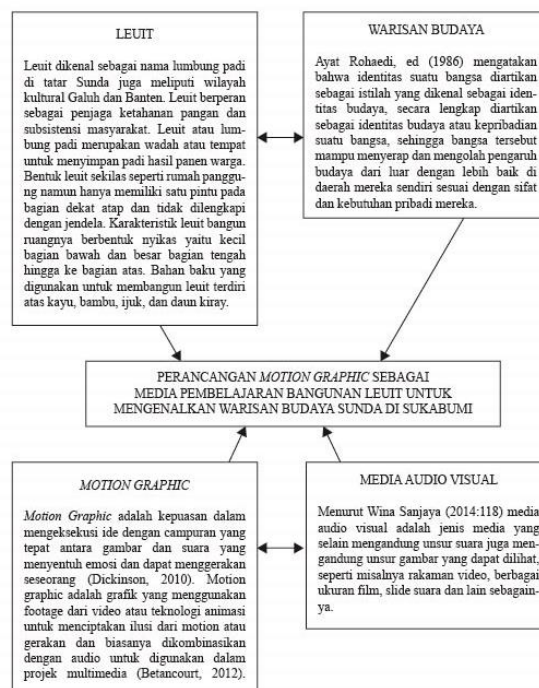 LEUIT
Leuit dikenal sebagai nama lumbung padi
di tatar Sunda juga meliputi wilayah
kultural Galuh dan Banten. Leuit berperan
sebagai penjaga ketahanan pangan dan
subsistensi masyarakat. Leuit atau lum-
bung padi merupakan wadah atau tempat
untuk menyimpan padi hasil panen warga.
Bentuk leuit sekilas seperti rumah panggu-
ng namun hanya memiliki satu pintu pada
bagian dekat atap dan tidak dilengkapi
dengan jendela. Karakteristik leuit bangun
ruangnya berbentuk nyikas yaitu kecil
bagian bawah dan besar bagian tengah
hingga ke bagian atas. Bahan baku yang
digunakan untuk membangun leuit terdiri
atas kayu, bambu, ijuk, dan daun kiray.
WARISAN BUDAYA
Ayat Rohaedi, ed (1986) mengatakan
bahwa identitas suatu bangsa diartikan
sebagai istilah yang dikenal sebagai iden-
titas budaya, secara lengkap diartikan
sebagai identitas budaya atau kepribadian
suatu bangsa, sehingga bangsa tersebut
mampu menyerap dan mengolah pengaruh
budaya dari luar dengan lebih baik di
daerah mereka sendiri sesuai dengan sifat
dan kebutuhan pribadi mereka.
PERANCANGAN MOTION GRAPHIC SEBAGAI
MEDIA PEMBELAJARAN BANGUNAN LEUIT UNTUK
MENGENALKAN WARISAN BUDAYA SUNDA DI SUKABUMI
MOTION GRAPHIC
Motion Graphic adalah kepuasan dalam
mengeksekusi ide dengan campuran yang
tepat antara gambar dan suara yang
menyentuh emosi dan dapat menggerakan
seseorang (Dickinson, 2010). Motion
graphic adalah grafik yang menggunakan
footage dari video atau teknologi animasi
untuk menciptakan ilusi dari motion atau
gerakan dan biasanya dikombinasikan
dengan audio untuk digunakan dalam
projek multimedia (Betancourt, 2012).
MEDIA AUDIO VISUAL
Menurut Wina Sanjaya (2014:118) media
audio visual adalah jenis media yang
selain mengandung unsur suara juga men-
gandung unsur gambar yang dapat dilihat,
seperti misalnya rakaman video, berbagai
ukuran film, slide suara dan lain sebagain-
ya.